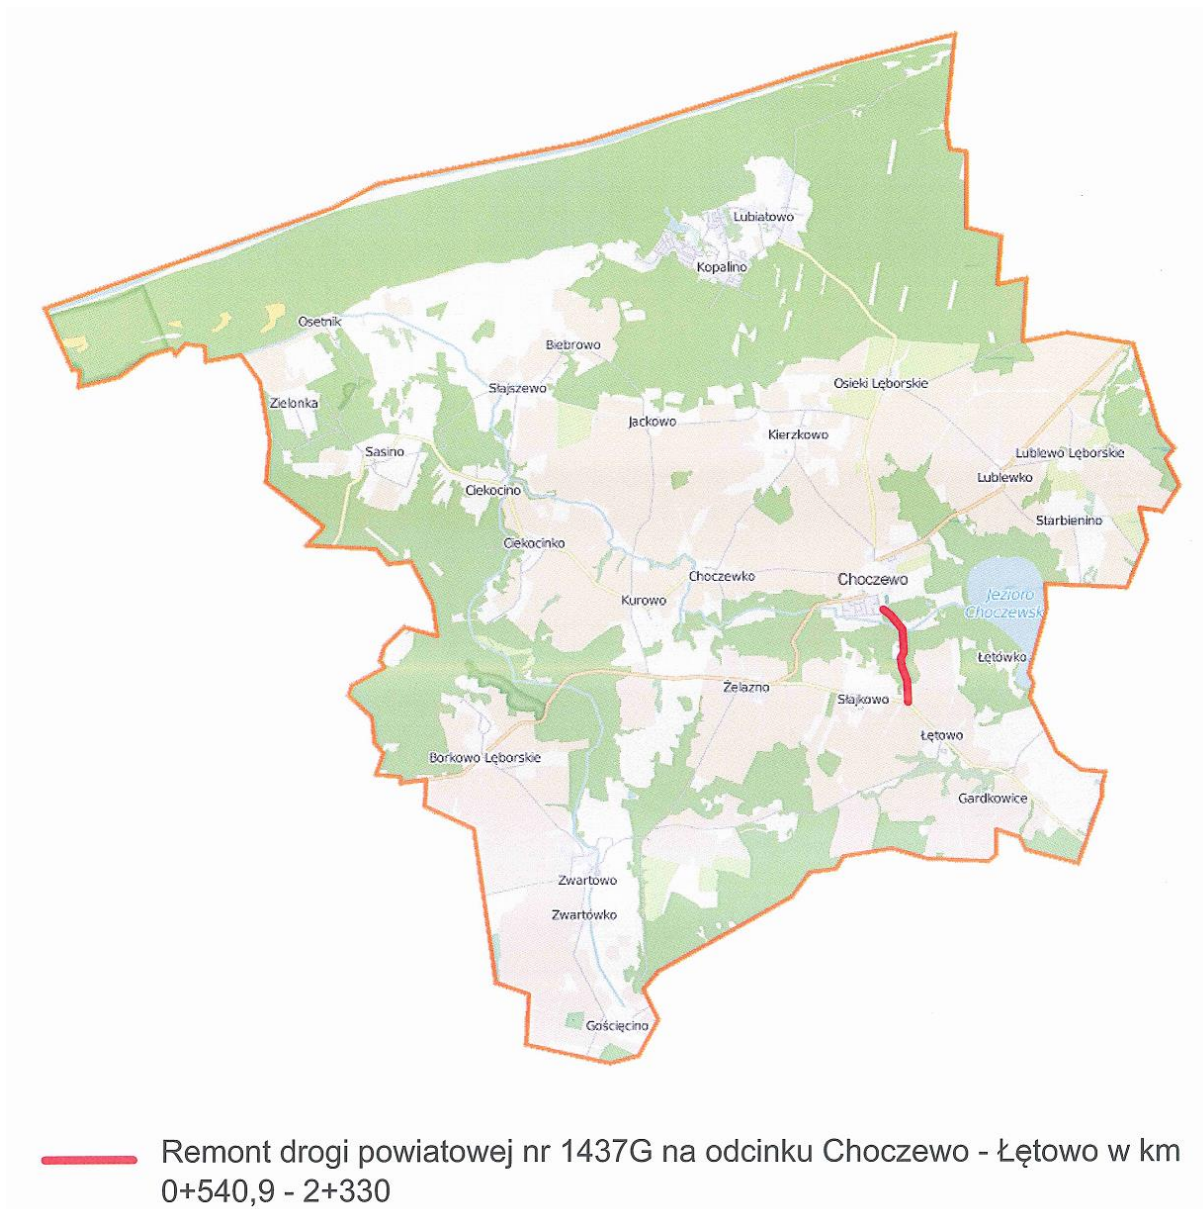 Lubiatowo
Kopalino
Osetnik
Biebrowo
Osieki Lęborskie
Słajszewo
Zielonka
Jackowo
Kierzkowo
Sasino
Lublewo Lęborskie
Lublewko
Ciekocino
Starbienino
Ciekocinko
Choczewko
Choczewo
Kurowo
Jezioro
Choczewsk
Łętówko
Żelazno
Słajkowo
Łętowo
Borkowo Lęborskie
Gardkowice
Zwartowo
Zwartówko
Gościęcino
Remont drogi powiatowej nr 1437G na odcinku Choczewo - Łętowo w km
0+540,9 - 2+330